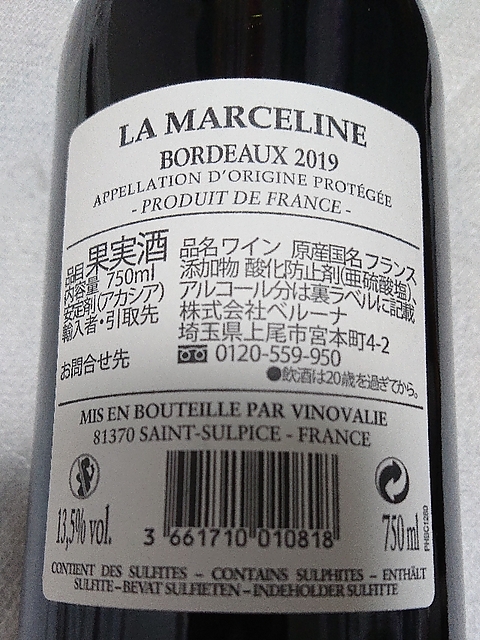 LA MARCELINE
BORDEAUX 2019
APPELLATION D'ORIGINE PROTÉGÉE
- PRODUIT DE FRANCE -
品目 果実酒 品名 ワイン 原産国名 フランス
内容量 750ml 添加物 酸化防止剤(亜硫酸塩)、
安定剤(アカシア) アルコール分は裏ラベルに記載
輸入者・引取先 株式会社ベルーナ
埼玉県上尾市宮本町4-2
お問合せ先 0120-559-950
●飲酒は20歳を過ぎてから。
MIS EN BOUTEILLE PAR VINOVALIE
81370 SAINT-SULPICE - FRANCE
13,5% vol.
3 661710 010818
750 ml
PHBC1280
CONTIENT DES SULFITES – CONTAINS SULPHITES – ENTHÄLT
SULFITE – BEVAT SULFIETEN – INDEHOLDER SULFITTE